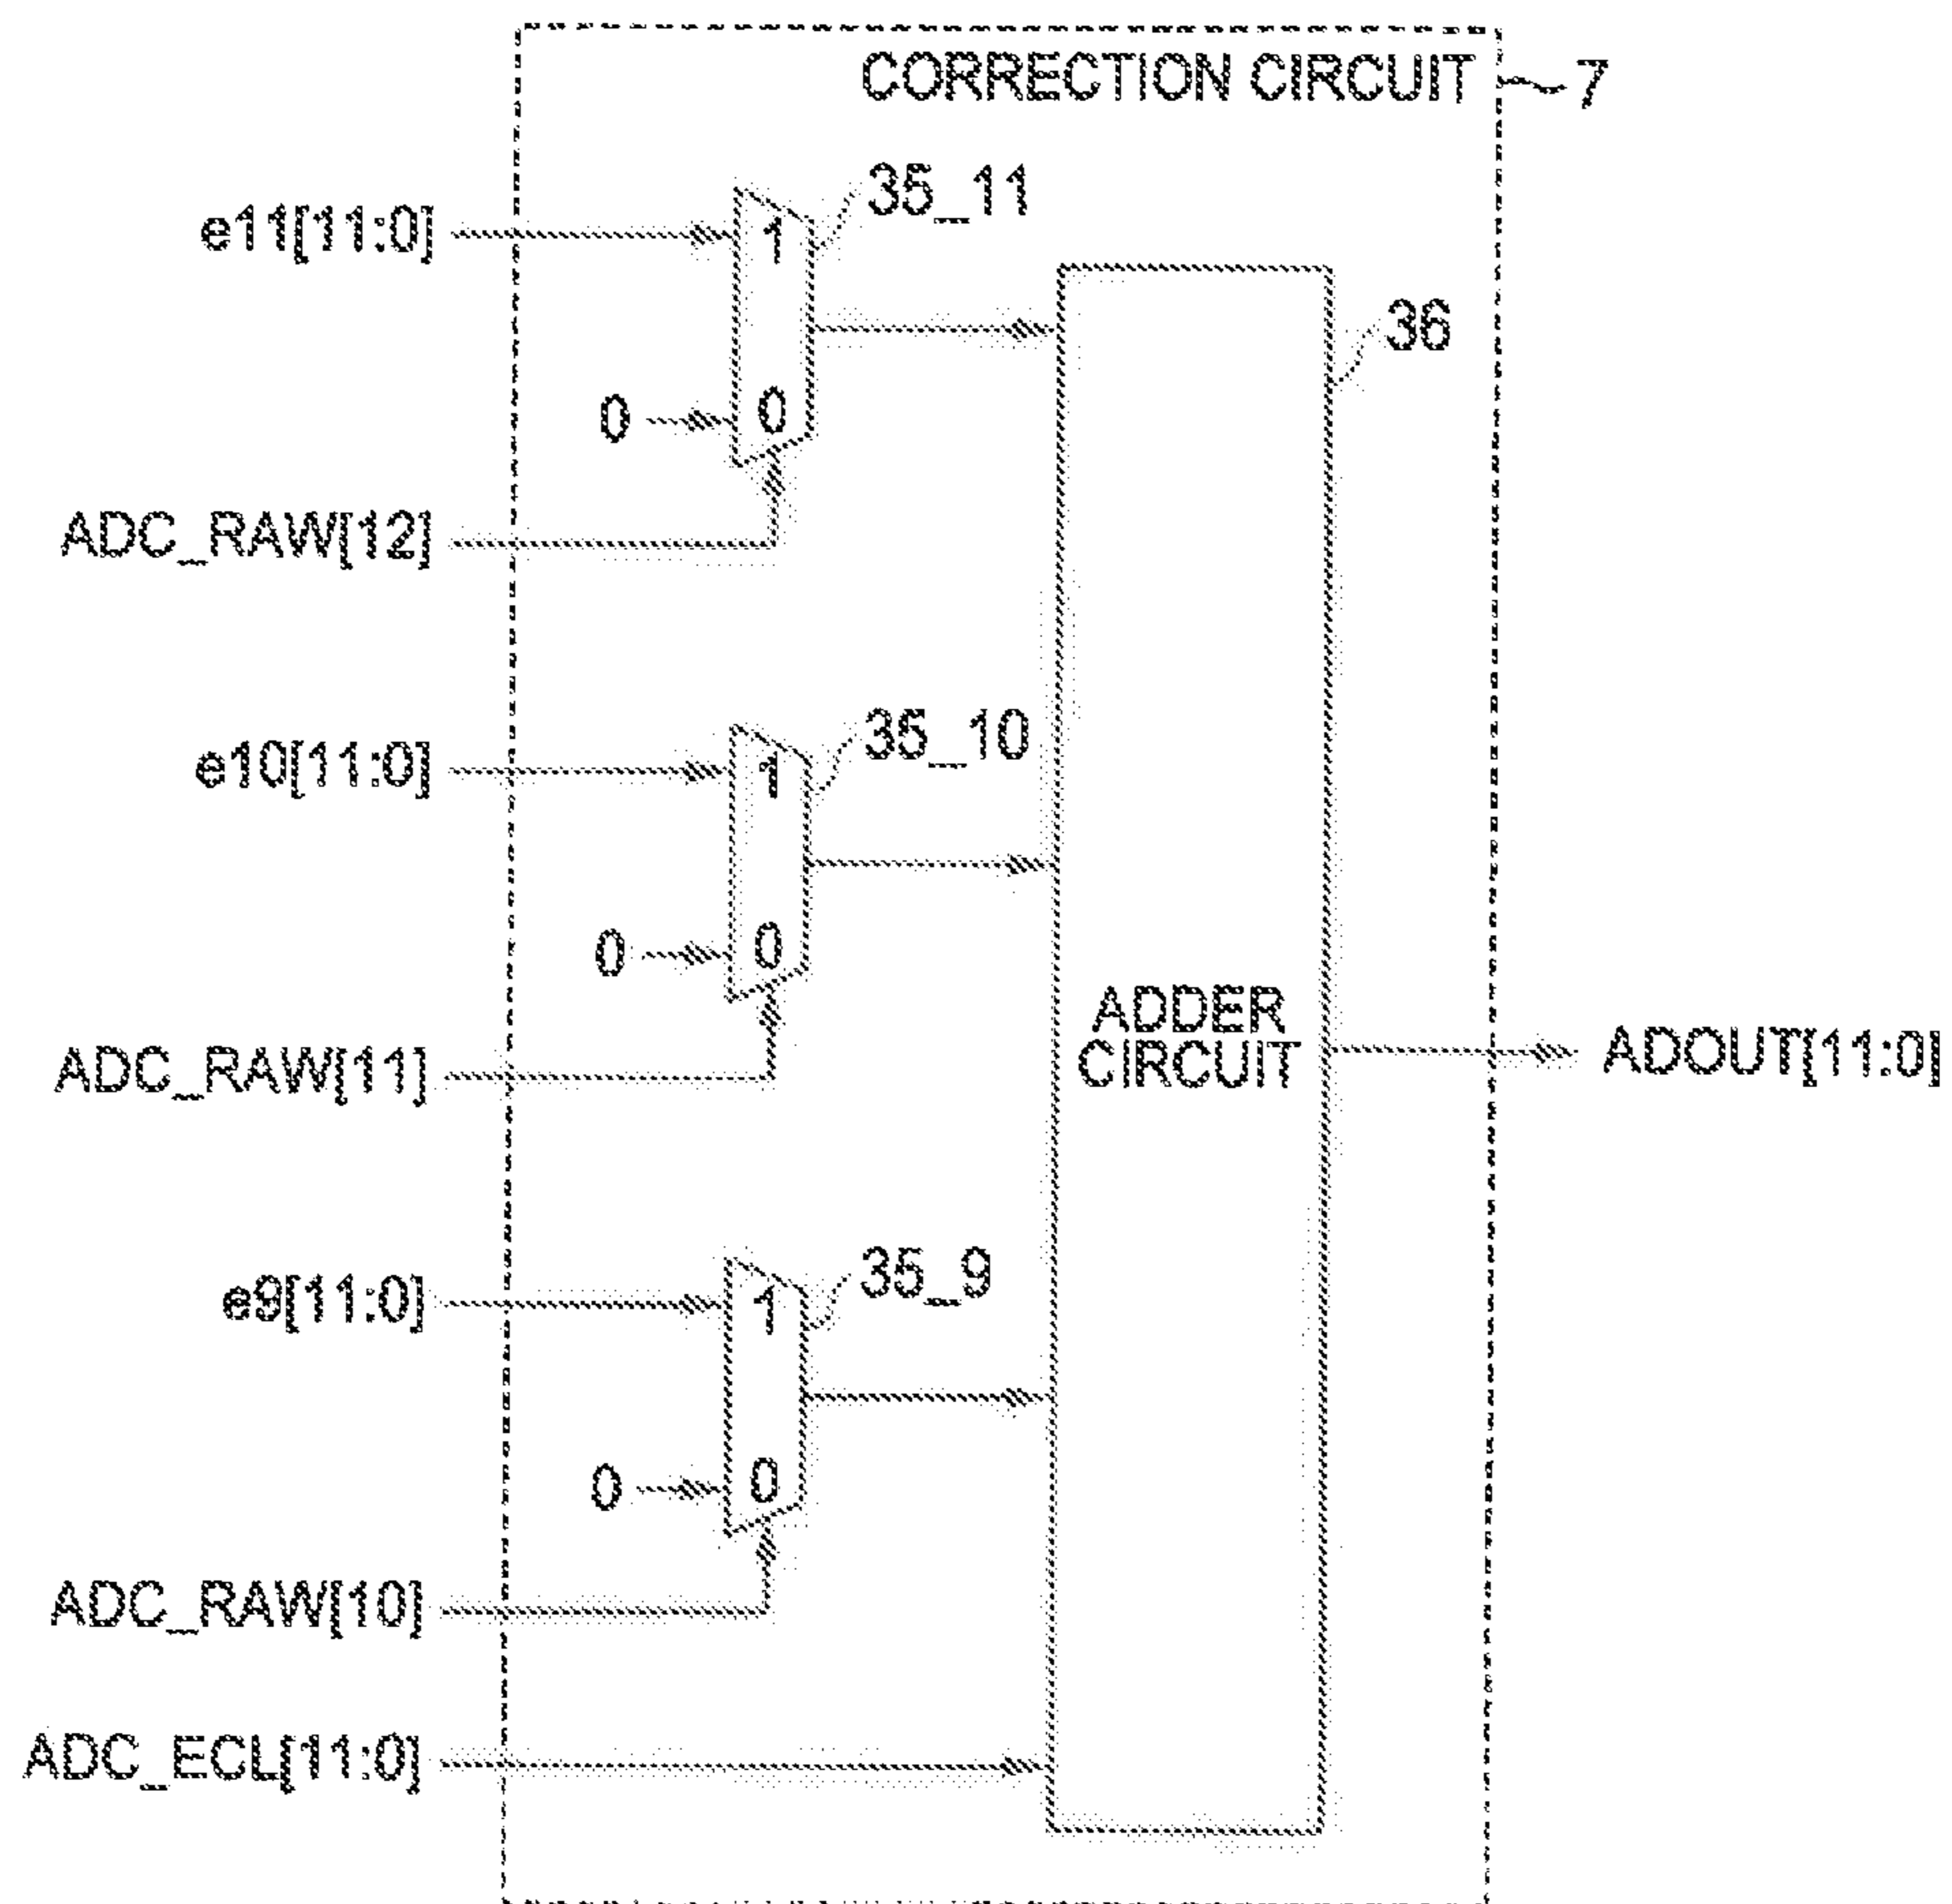 CORRECTION CIRCUIT
7
35_11
e11[11:0]
1
36
0
0
ADC_RAW[12]
35_10
e10[11:0]
1
0
0
ADDER
CIRCUIT
ADOUT[11:0]
ADC_RAW[11]
35_9
e9[11:0]
1
0
0
ADC_RAW[10]
ADC_ECL[11:0]